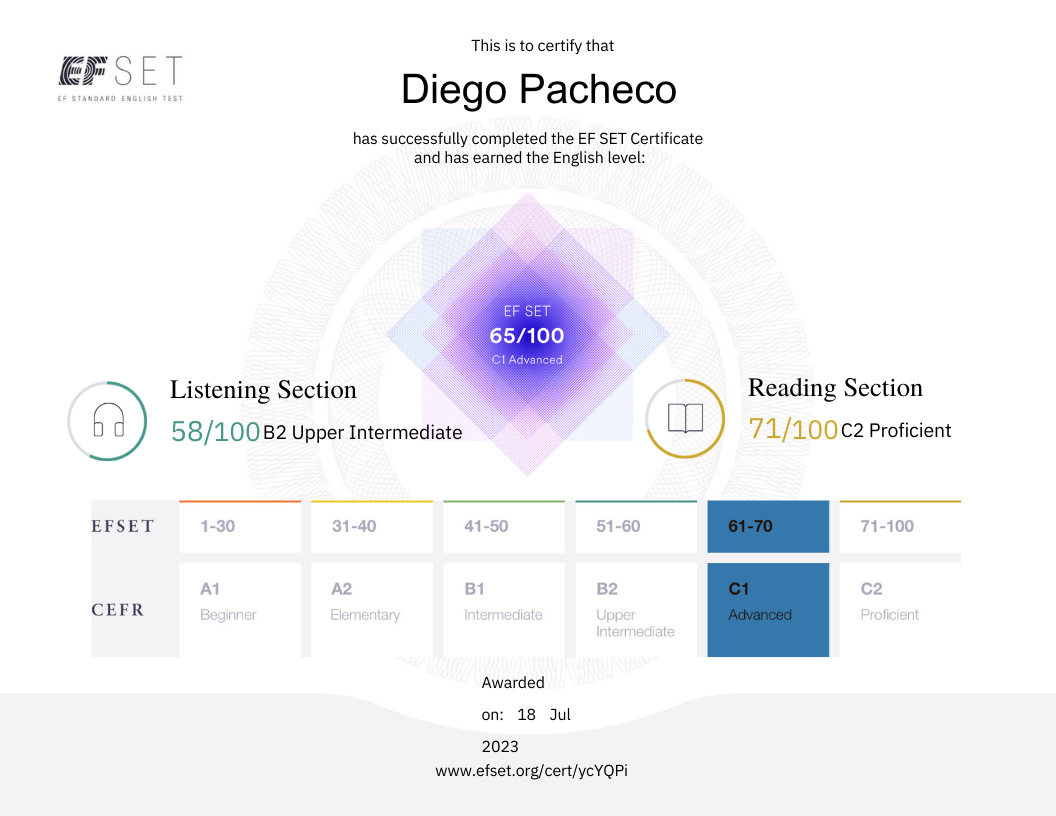 EF SET
EF STANDARD ENGLISH TEST
This is to certify that
Diego Pacheco
has successfully completed the EF SET Certificate
and has earned the English level:
EF SET
65/100
C1 Advanced
Listening Section
58/100 B2 Upper Intermediate
Reading Section
71/100 C2 Proficient
EFSET 1-30 31-40 41-50 51-60 61-70 71-100
CEFR A1 A2 B1 B2 C1 C2
Beginner Elementary Intermediate Upper Intermediate Advanced Proficient
Awarded
on: 18 Jul
2023
www.efset.org/cert/ycYQPi